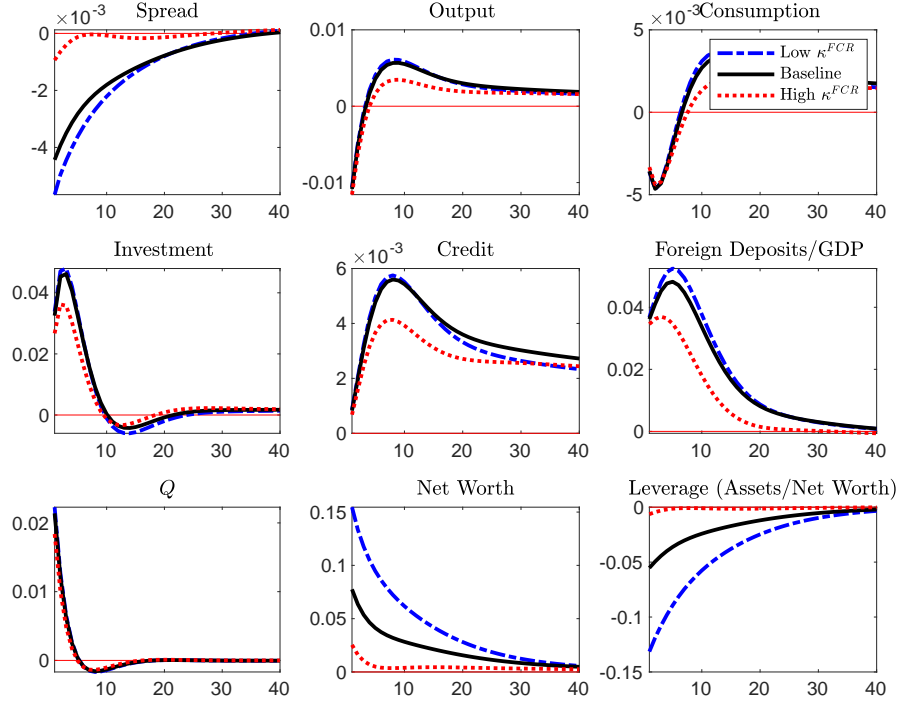 Spread
×10⁻³
0
-2
-4
10 20 30 40
Output
0.01
0
-0.01
10 20 30 40
Consumption
×10⁻³
5
0
-5
10 20 30 40
Low κ^FCR
Baseline
High κ^FCR
Investment
0.04
0.02
0
10 20 30 40
Credit
×10⁻³
6
4
2
0
10 20 30 40
Foreign Deposits/GDP
0.04
0.02
0
10 20 30 40
Q
0.02
0.01
0
10 20 30 40
Net Worth
0.15
0.1
0.05
0
10 20 30 40
Leverage (Assets/Net Worth)
0
-0.05
-0.1
-0.15
10 20 30 40